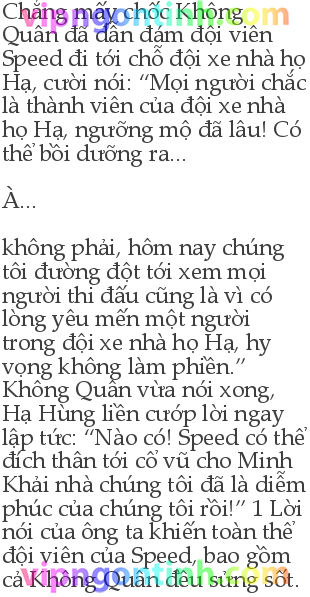 Chẳng mấy chốc Khổng
Quân đã dẫn đám đội viên
Speed đi tới chỗ đội xe nhà họ
Hạ, cười nói: “Mọi người chắc
là thành viên của đội xe nhà
họ Hạ, ngưỡng mộ đã lâu! Có
thể bồi dưỡng ra...
À...
không phải, hôm nay chúng
tôi đường đột tới xem mọi
người thi đấu cũng là vì có
lòng yêu mến một người
trong đội xe nhà họ Hạ, hy
vọng không làm phiền.”
Khổng Quân vừa nói xong,
Hạ Hùng liền cướp lời ngay
lập tức: “Nào có! Speed có thể
đích thân tới cổ vũ cho Minh
Khải nhà chúng tôi đã là diễm
phúc của chúng tôi rồi!” 1 Lời
nói của ông ta khiến toàn thể
đội viên của Speed, bao gồm
cả Khổng Quân đều sửng sốt.
vipngontinh.com
vipngontinh.com